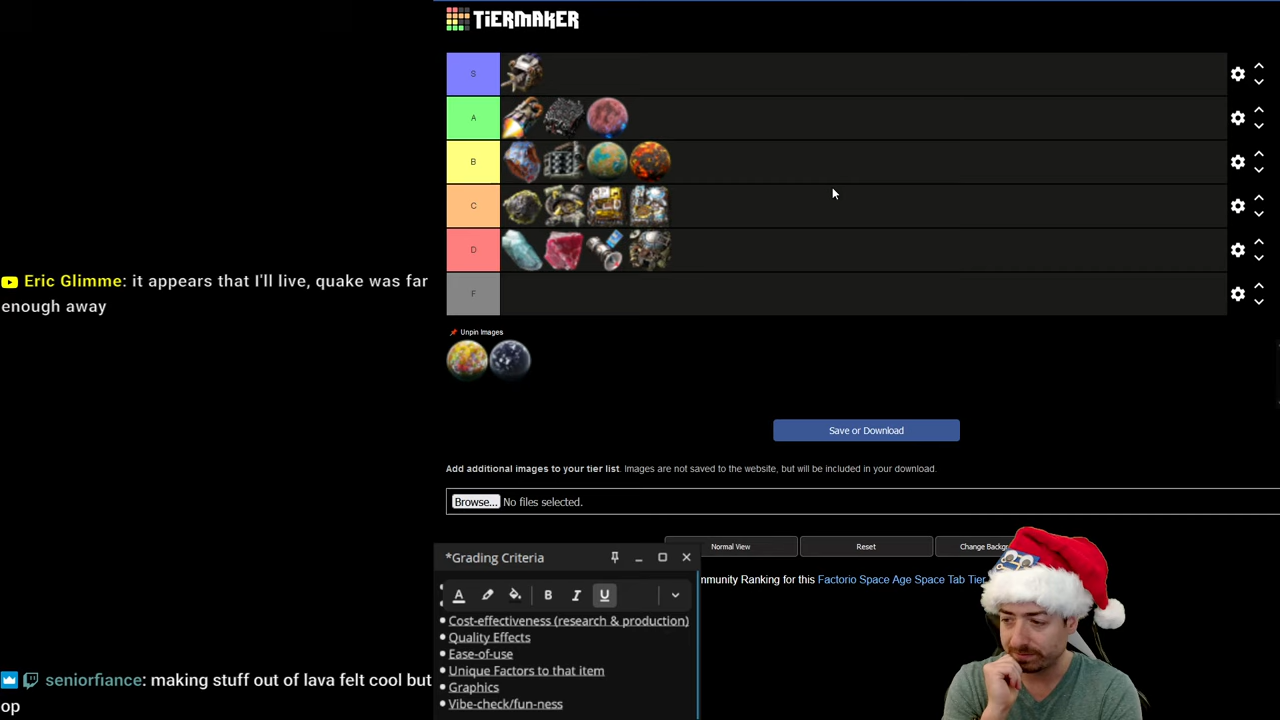 TiERMAKER
S
A
B
C
D
F
📌 Unpin Images
Save or Download
Add additional images to your tier list. Images are not saved to the website, but will be included in your download.
Browse... No files selected.
Normal View
Reset
Change Backg
mmunity Ranking for this Factorio Space Age Space Tab Tier
Eric Glimme: it appears that I'll live, quake was far
enough away
seniorfiance: making stuff out of lava felt cool but
op
*Grading Criteria
A B I U
• Cost-effectiveness (research & production)
• Quality Effects
• Ease-of-use
• Unique Factors to that item
• Graphics
• Vibe-check/fun-ness